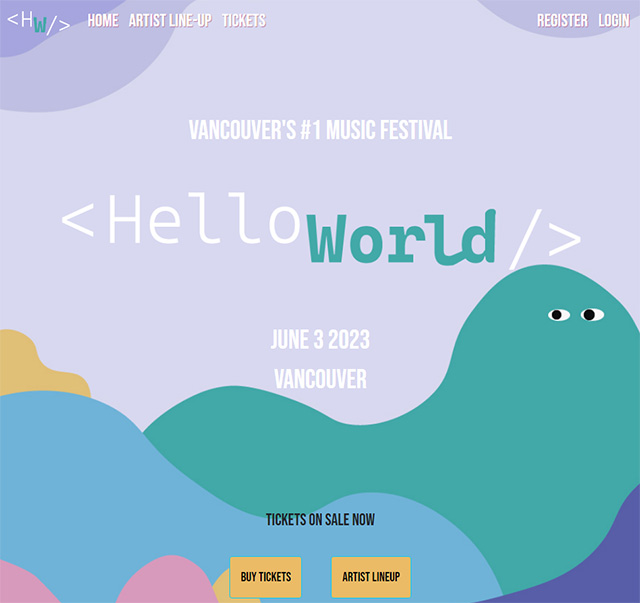 <HW/> HOME ARTIST LINE-UP TICKETS REGISTER LOGIN
VANCOUVER'S #1 MUSIC FESTIVAL
<HelloWorld/>
JUNE 3 2023
VANCOUVER
TICKETS ON SALE NOW
BUY TICKETS ARTIST LINEUP